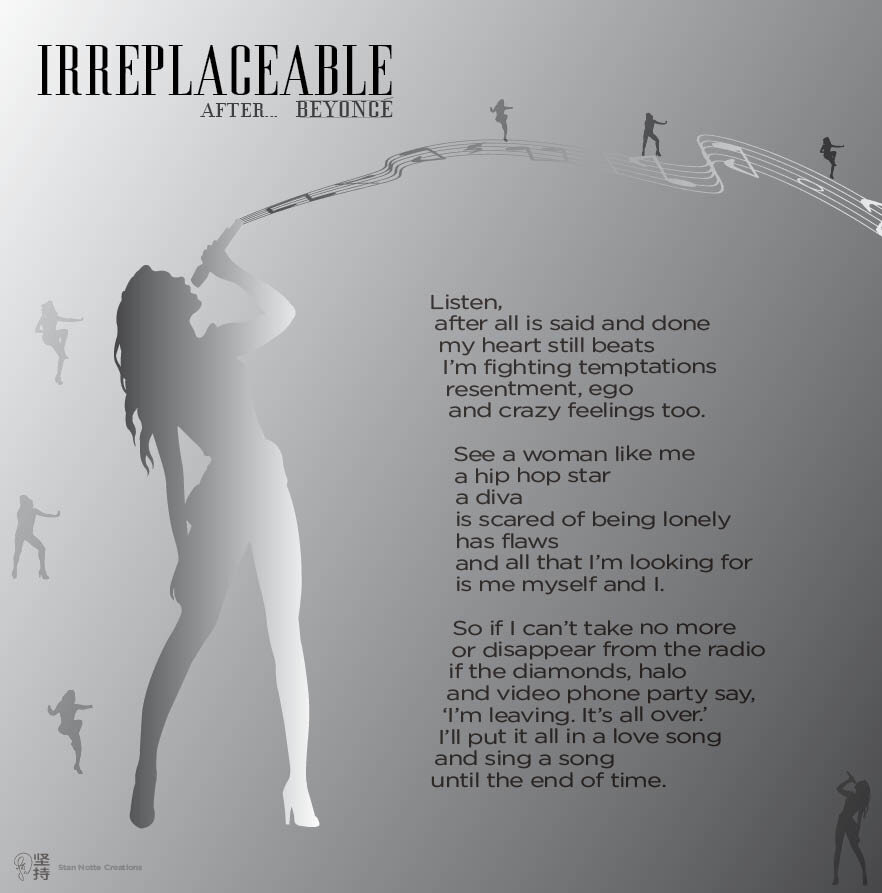 IRREPLACEABLE
AFTER... BEYONCÉ
Listen,
after all is said and done
my heart still beats
I'm fighting temptations
resentment, ego
and crazy feelings too.
See a woman like me
a hip hop star
a diva
is scared of being lonely
has flaws
and all that I'm looking for
is me myself and I.
So if I can't take no more
or disappear from the radio
if the diamonds, halo
and video phone party say,
'I'm leaving. It's all over.'
I'll put it all in a love song
and sing a song
until the end of time.
坚持
Stan Notte Creations